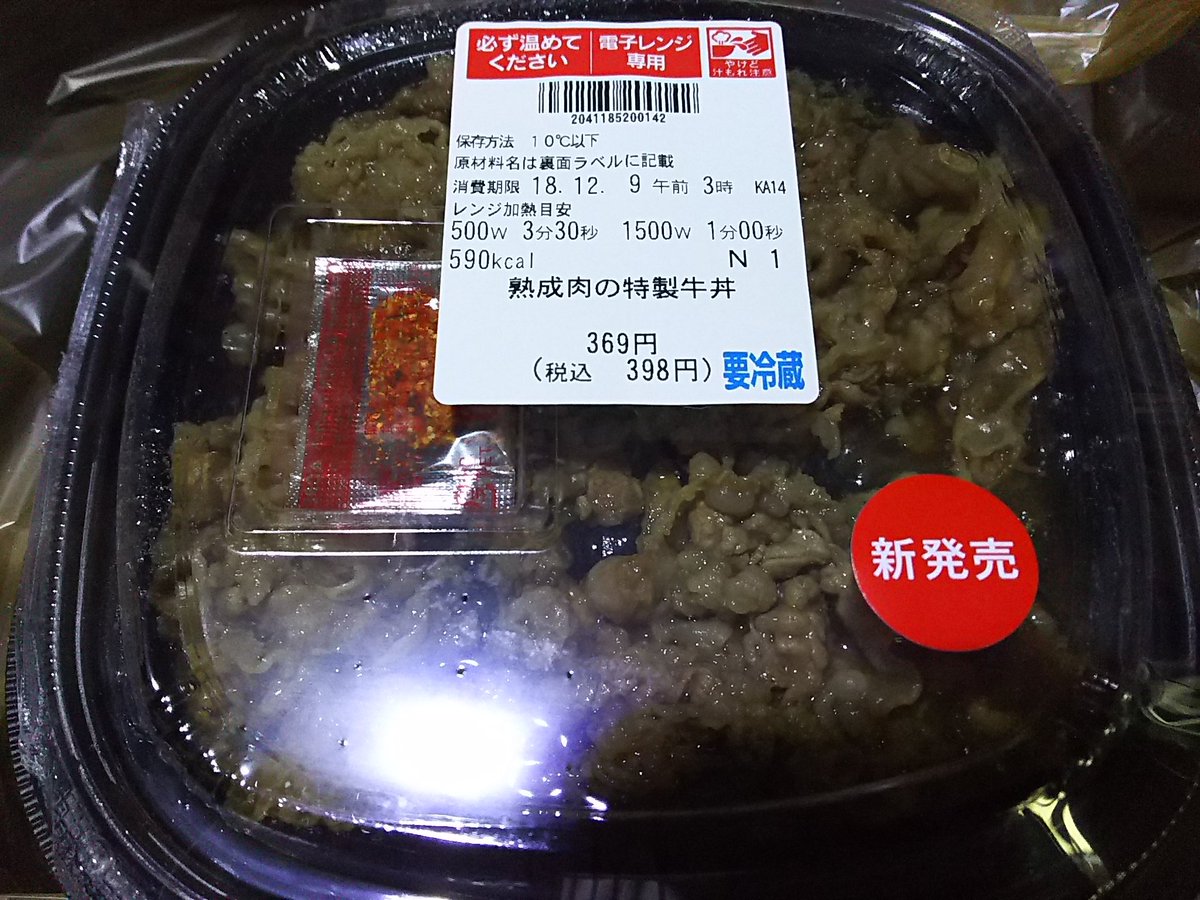 必ず温めて
ください
電子レンジ
専用
やけど
汁もれ注意
2041185200142
保存方法 10℃以下
原材料名は裏面ラベルに記載
消費期限 18.12. 9 午前 3時 KA14
レンジ加熱目安
500W 3分30秒 1500W 1分00秒
590kcal N 1
熟成肉の特製牛丼
369円
(税込 398円)
要冷蔵
新発売